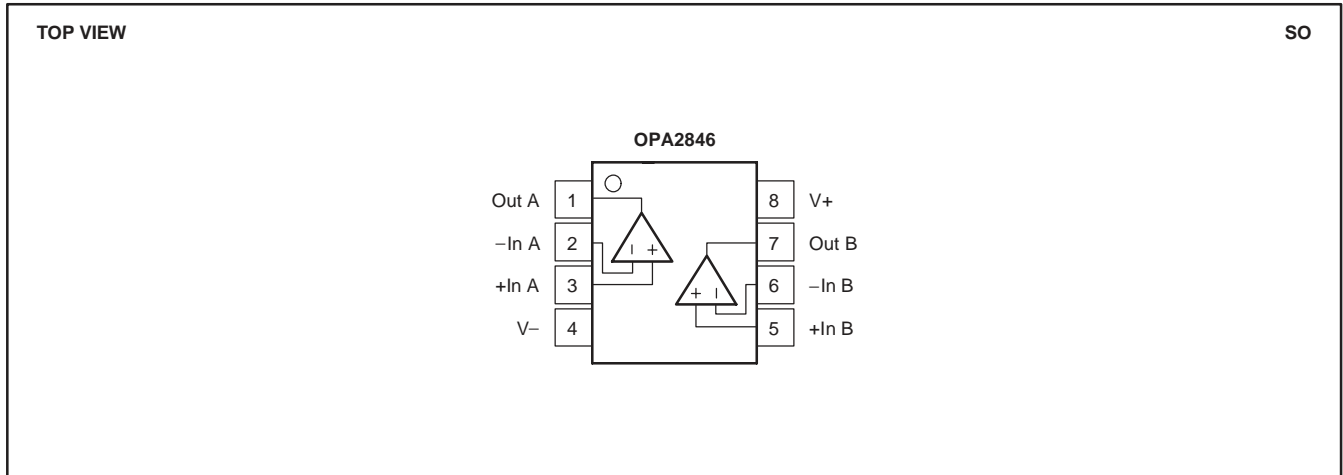 TOP VIEW
SO
OPA2846
Out A 1
−In A 2
+In A 3
V− 4
8 V+
7 Out B
6 −In B
5 +In B
− +
+ −